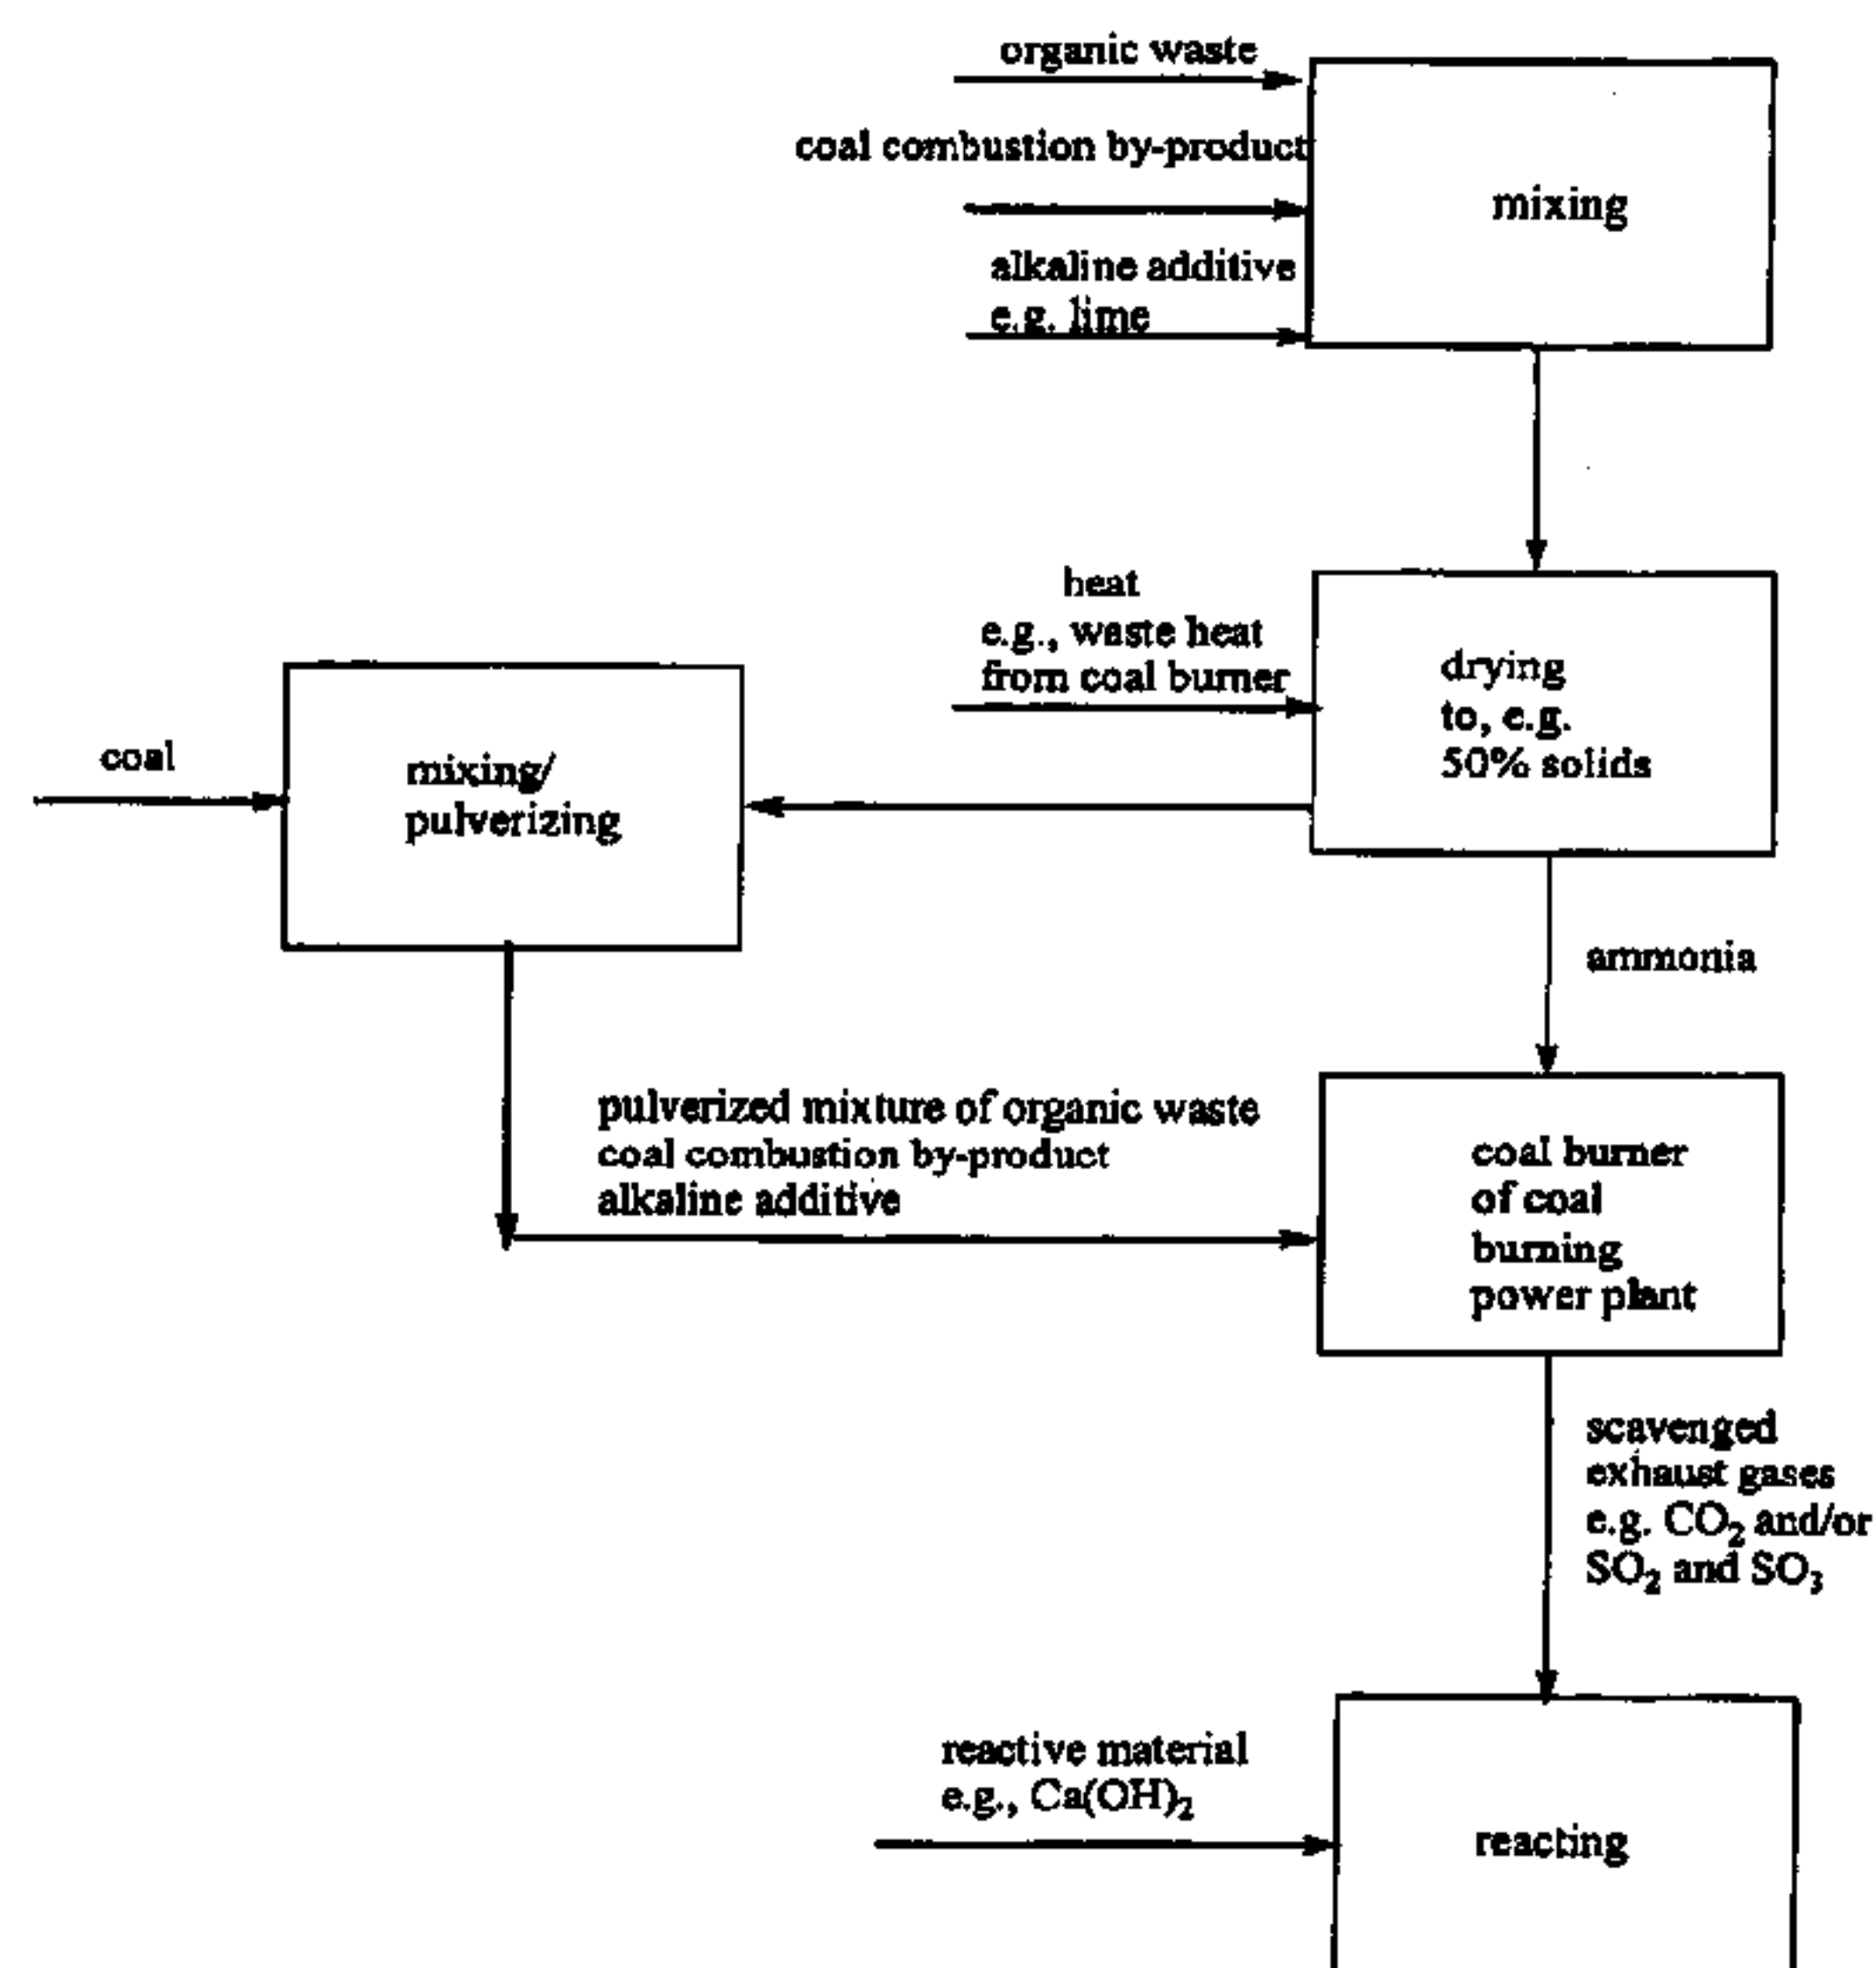 organic waste
coal combustion by-product
mixing
alkaline additive
e.g. lime
heat
e.g., waste heat
from coal burner
drying
to, e.g.
50% solids
coal
mixing/
pulverizing
ammonia
pulverized mixture of organic waste
coal combustion by-product
alkaline additive
coal burner
of coal
burning
power plant
scavenged
exhaust gases
e.g. CO₂ and/or
SO₂ and SO₃
reactive material
e.g., Ca(OH)₂
reacting